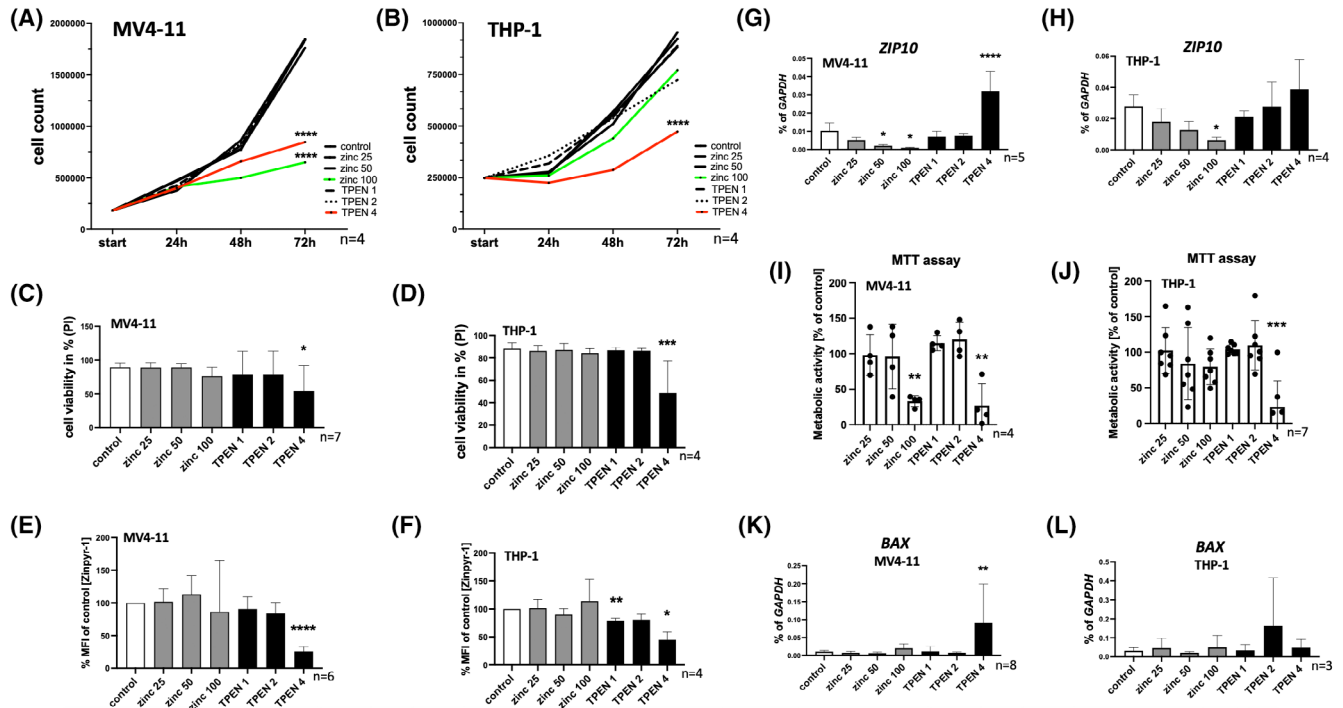 (A)
MV4-11
cell count
2000000
1500000
1000000
500000
0
start 24h 48h 72h
****
****
control
zinc 25
zinc 50
zinc 100
TPEN 1
TPEN 2
TPEN 4
n=4
(B)
THP-1
cell count
1000000
750000
500000
250000
0
start 24h 48h 72h
****
control
zinc 25
zinc 50
zinc 100
TPEN 1
TPEN 2
TPEN 4
n=4
(G)
ZIP10
MV4-11
% of GAPDH
0.05
0.04
0.03
0.02
0.01
0.00
* * ****
control zinc 25 zinc 50 zinc 100 TPEN 1 TPEN 2 TPEN 4
n=5
(H)
ZIP10
THP-1
% of GAPDH
0.06
0.04
0.02
0.00
*
control zinc 25 zinc 50 zinc 100 TPEN 1 TPEN 2 TPEN 4
n=4
(C)
MV4-11
cell viability in % (PI)
150
100
50
0
*
control zinc 25 zinc 50 zinc 100 TPEN 1 TPEN 2 TPEN 4
n=7
(D)
THP-1
cell viability in % (PI)
100
80
60
40
20
0
***
control zinc 25 zinc 50 zinc 100 TPEN 1 TPEN 2 TPEN 4
n=4
(I)
MTT assay
MV4-11
Metabolic activity [% of control]
200
150
100
50
0
** **
zinc 25 zinc 50 zinc 100 TPEN 1 TPEN 2 TPEN 4
n=4
(J)
MTT assay
THP-1
Metabolic activity [% of control]
200
150
100
50
0
***
zinc 25 zinc 50 zinc 100 TPEN 1 TPEN 2 TPEN 4
n=7
(E)
MV4-11
% MFI of control [Zinpyr-1]
200
150
100
50
0
****
control zinc 25 zinc 50 zinc 100 TPEN 1 TPEN 2 TPEN 4
n=6
(F)
THP-1
% MFI of control [Zinpyr-1]
200
150
100
50
0
** *
control zinc 25 zinc 50 zinc 100 TPEN 1 TPEN 2 TPEN 4
n=4
(K)
BAX
MV4-11
% of GAPDH
0.25
0.20
0.15
0.10
0.05
0.00
**
control zinc 25 zinc 50 zinc 100 TPEN 1 TPEN 2 TPEN 4
n=8
(L)
BAX
THP-1
% of GAPDH
0.5
0.4
0.3
0.2
0.1
0.0
control zinc 25 zinc 50 zinc 100 TPEN 1 TPEN 2 TPEN 4
n=3